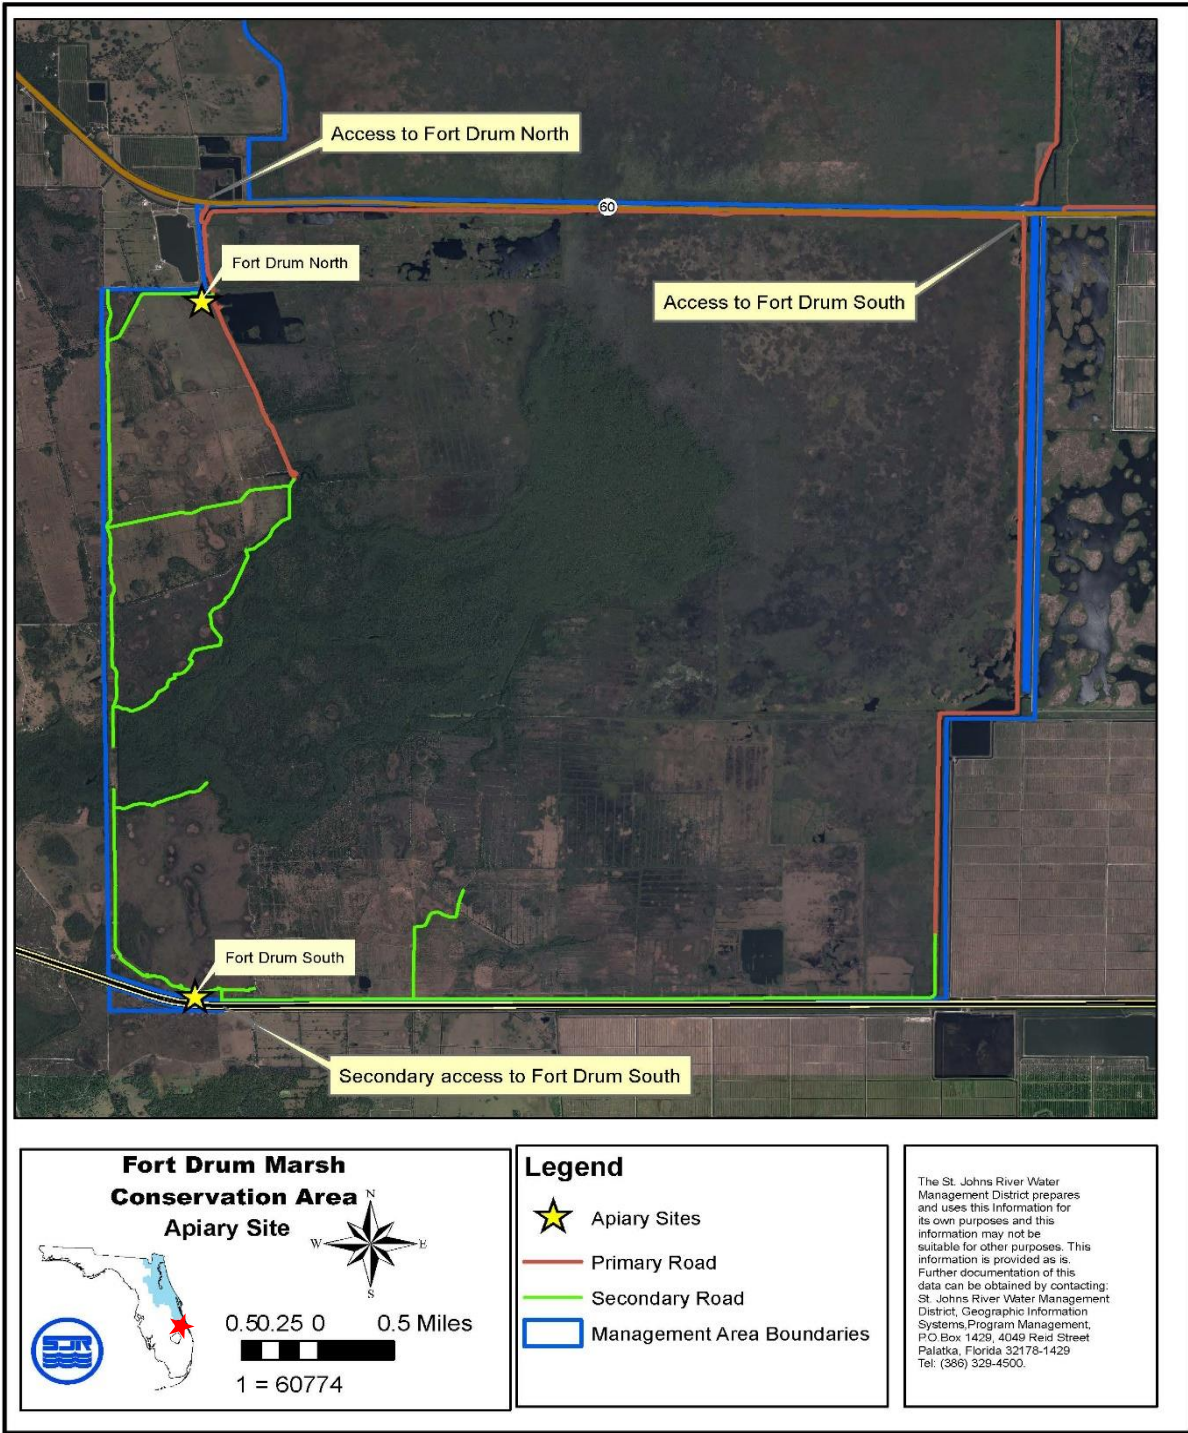 Access to Fort Drum North
60
Fort Drum North
Access to Fort Drum South
Fort Drum South
Secondary access to Fort Drum South
Fort Drum Marsh
Conservation Area
Apiary Site
N
W
E
S
SJR
0.50.25 0 0.5 Miles
1 = 60774
Legend
Apiary Sites
Primary Road
Secondary Road
Management Area Boundaries
The St. Johns River Water
Management District prepares
and uses this Information for
its own purposes and this
information may not be
suitable for other purposes. This
information is provided as is.
Further documentation of this
data can be obtained by contacting:
St. Johns River Water Management
District, Geographic Information
Systems,Program Management,
P.O.Box 1429, 4049 Reid Street
Palatka, Florida 32178-1429
Tel: (386) 329-4500.